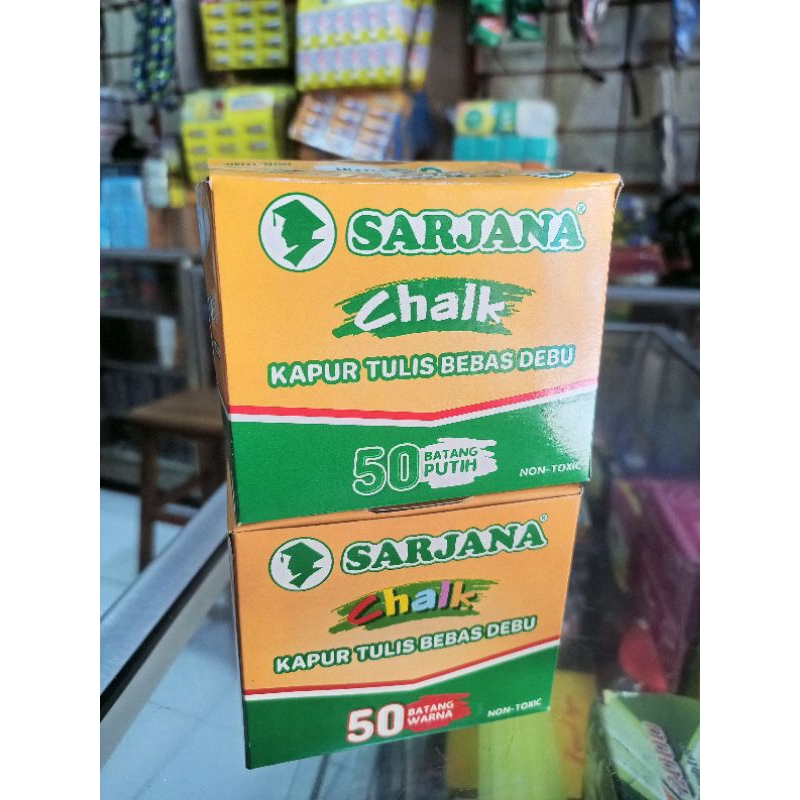 SARJANA®
Chalk
KAPUR TULIS BEBAS DEBU
50 BATANG
PUTIH
NON-TOXIC
SARJANA®
Chalk
KAPUR TULIS BEBAS DEBU
50 BATANG
WARNA
NON-TOXIC